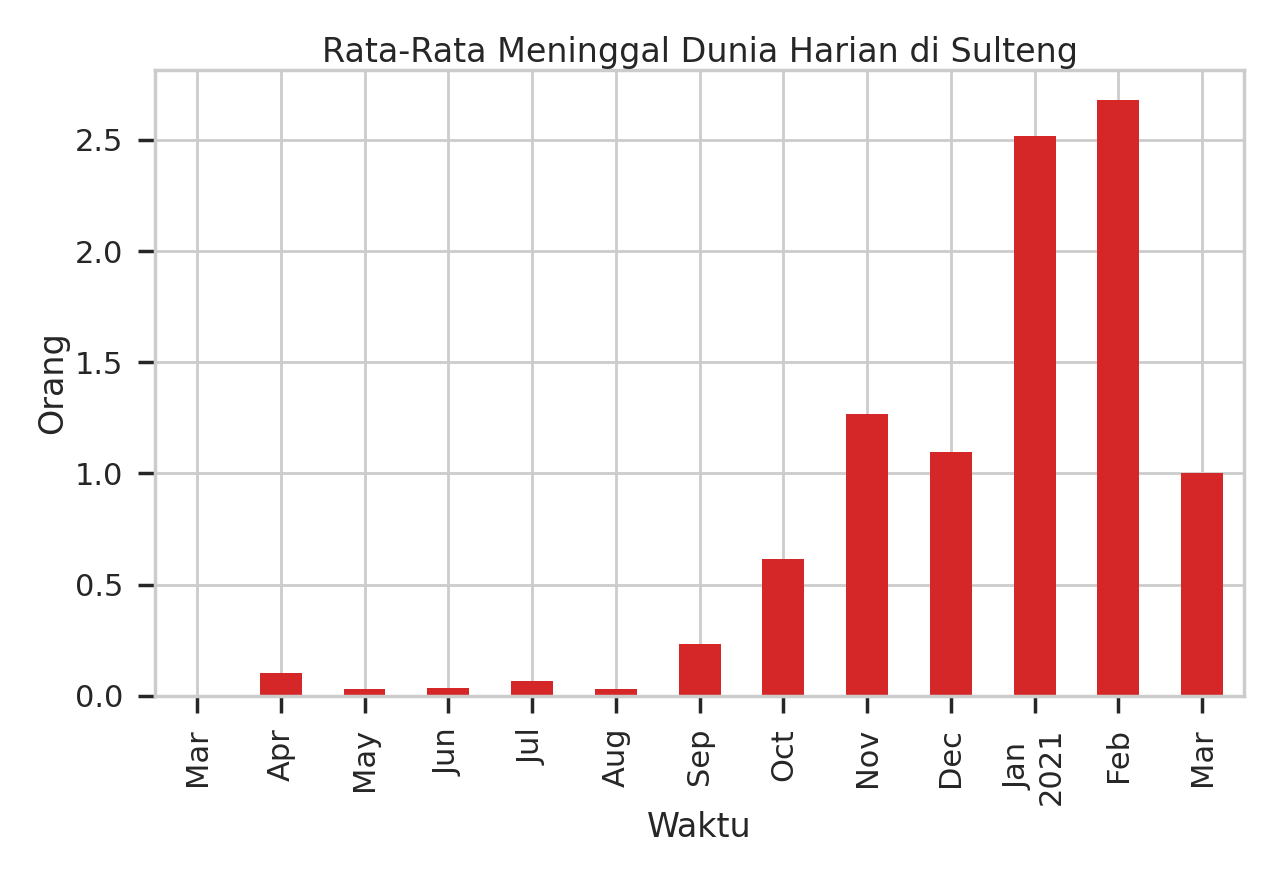 Rata-Rata Meninggal Dunia Harian di Sulteng
Orang
2.5
2.0
1.5
1.0
0.5
0.0
Mar
Apr
May
Jun
Jul
Aug
Sep
Oct
Nov
Dec
Jan
2021
Feb
Mar
Waktu